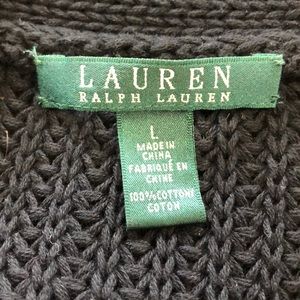 LAUREN
RALPH LAUREN
L
MADE IN
CHINA
FABRIQUÉ EN
CHINE
100% COTTON/
COTON